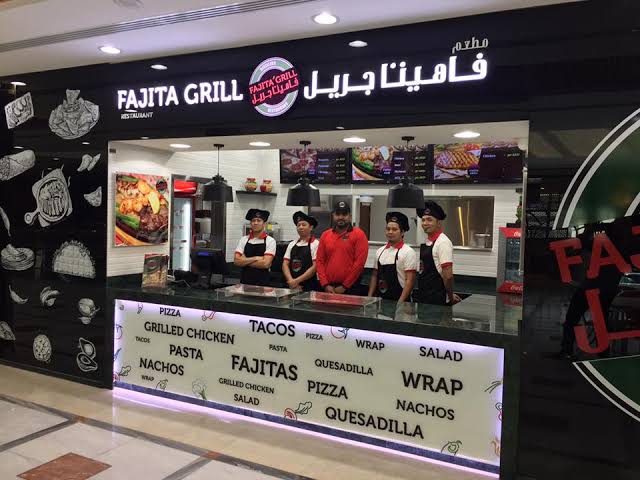 FAJITA GRILL
RESTAURANT
FAJITA GRILL
فاهيتا جريل
مطعم
فاهيتا جريل
PIZZA
TACOS
GRILLED CHICKEN
PIZZA
WRAP
SALAD
TACOS
PASTA
PASTA
NACHOS
FAJITAS
QUESADILLA
WRAP
WRAP
GRILLED CHICKEN
PIZZA
NACHOS
SALAD
QUESADILLA
FAJ